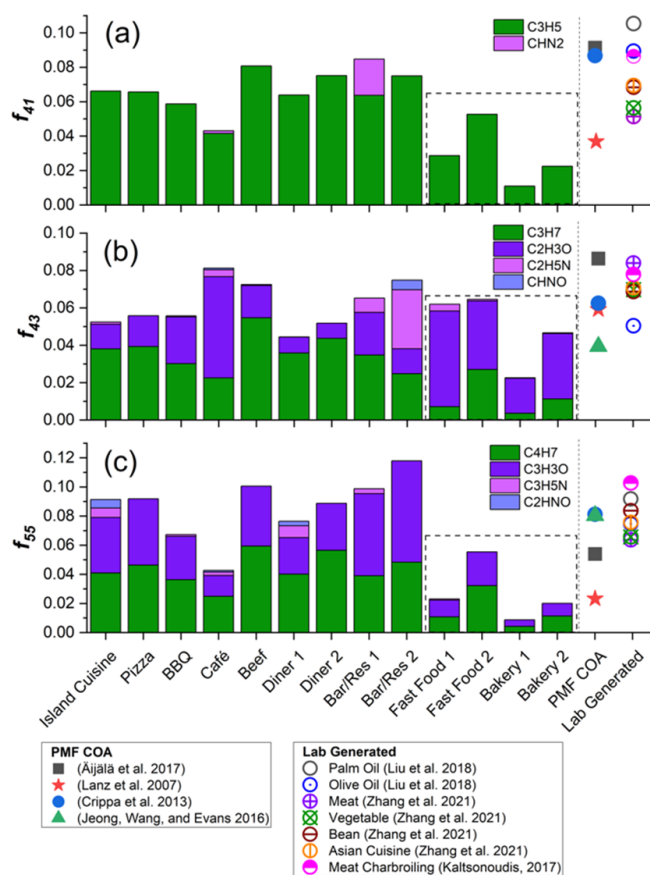 (a)
C3H5
CHN2
f41
0.10
0.08
0.06
0.04
0.02
0.00
(b)
C3H7
C2H3O
C2H5N
CHNO
f43
0.10
0.08
0.06
0.04
0.02
0.00
(c)
C4H7
C3H3O
C3H5N
C2HNO
f55
0.12
0.10
0.08
0.06
0.04
0.02
0.00
Island Cuisine
Pizza
BBQ
Café
Beef
Diner 1
Diner 2
Bar/Res 1
Bar/Res 2
Fast Food 1
Fast Food 2
Bakery 1
Bakery 2
PMF COA
Lab Generated
PMF COA
(Äijälä et al. 2017)
(Lanz et al. 2007)
(Crippa et al. 2013)
(Jeong, Wang, and Evans 2016)
Lab Generated
Palm Oil (Liu et al. 2018)
Olive Oil (Liu et al. 2018)
Meat (Zhang et al. 2021)
Vegetable (Zhang et al. 2021)
Bean (Zhang et al. 2021)
Asian Cuisine (Zhang et al. 2021)
Meat Charbroiling (Kaltsonoudis, 2017)